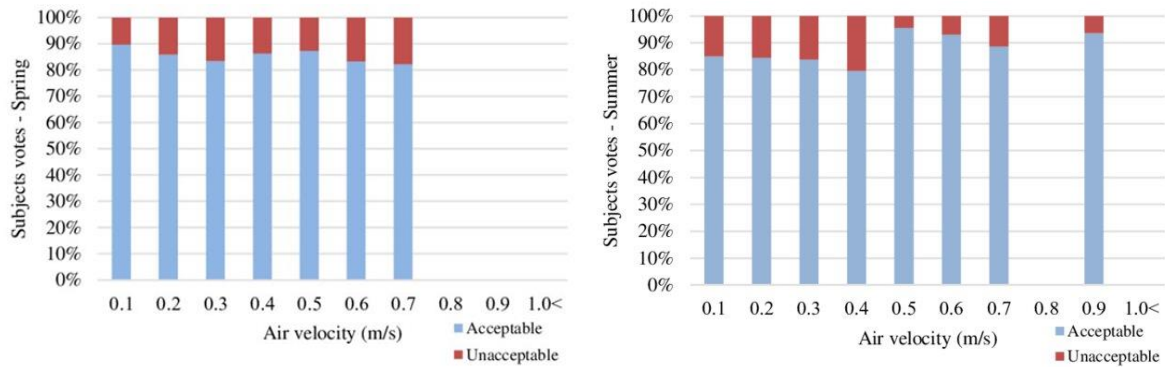 Subjects votes - Spring
100%
90%
80%
70%
60%
50%
40%
30%
20%
10%
0%
0.1 0.2 0.3 0.4 0.5 0.6 0.7 0.8 0.9 1.0<
Air velocity (m/s)
Acceptable
Unacceptable
Subjects votes - Summer
100%
90%
80%
70%
60%
50%
40%
30%
20%
10%
0%
0.1 0.2 0.3 0.4 0.5 0.6 0.7 0.8 0.9 1.0<
Air velocity (m/s)
Acceptable
Unacceptable